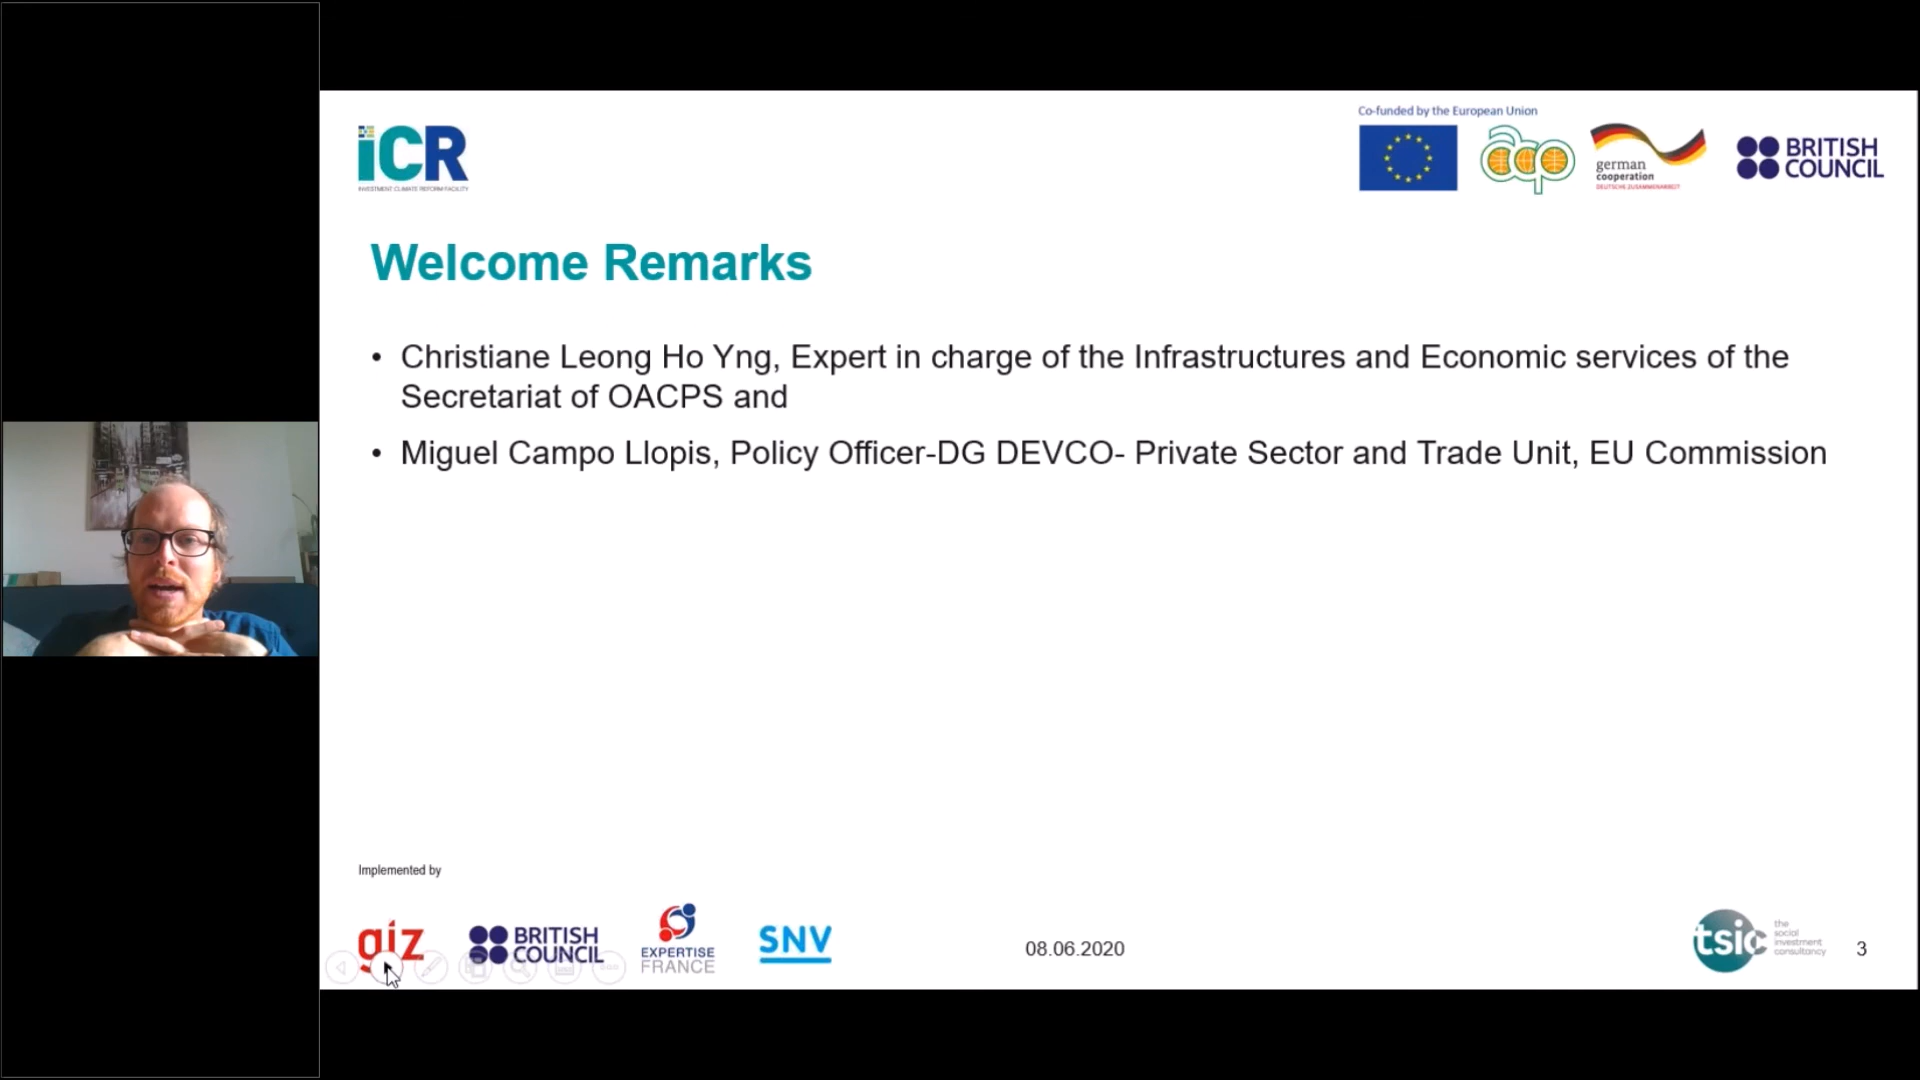 iCR
INVESTMENT CLIMATE REFORM FACILITY
Co-funded by the European Union
acp
german
cooperation
DEUTSCHE ZUSAMMENARBEIT
BRITISH
COUNCIL
Welcome Remarks
• Christiane Leong Ho Yng, Expert in charge of the Infrastructures and Economic services of the
Secretariat of OACPS and
• Miguel Campo Llopis, Policy Officer-DG DEVCO- Private Sector and Trade Unit, EU Commission
Implemented by
giz
BRITISH
COUNCIL
EXPERTISE
FRANCE
SNV
08.06.2020
tsic
the
social
investment
consultancy
3